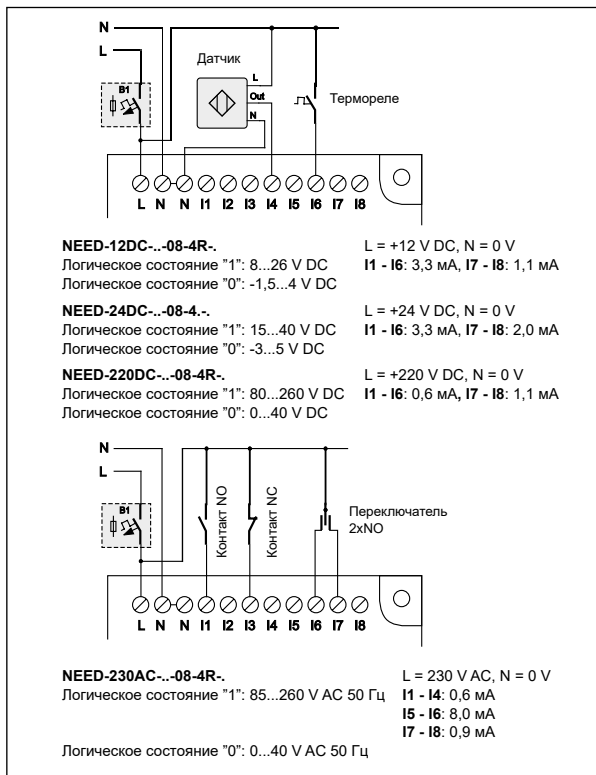 N
L
Датчик
B1
L
Out
N
Термореле
L N N I1 I2 I3 I4 I5 I6 I7 I8
NEED-12DC-..-08-4R-. L = +12 V DC, N = 0 V
Логическое состояние "1": 8...26 V DC I1 - I6: 3,3 мА, I7 - I8: 1,1 мА
Логическое состояние "0": -1,5...4 V DC
NEED-24DC-..-08-4.-. L = +24 V DC, N = 0 V
Логическое состояние "1": 15...40 V DC I1 - I6: 3,3 мА, I7 - I8: 2,0 мА
Логическое состояние "0": -3...5 V DC
NEED-220DC-..-08-4R-. L = +220 V DC, N = 0 V
Логическое состояние "1": 80...260 V DC I1 - I6: 0,6 мА, I7 - I8: 1,1 мА
Логическое состояние "0": 0...40 V DC
N
L
B1
Контакт NO
Контакт NC
Переключатель
2xNO
L N N I1 I2 I3 I4 I5 I6 I7 I8
NEED-230AC-..-08-4R-. L = 230 V AC, N = 0 V
Логическое состояние "1": 85...260 V AC 50 Гц I1 - I4: 0,6 мА
I5 - I6: 8,0 мА
I7 - I8: 0,9 мА
Логическое состояние "0": 0...40 V AC 50 Гц